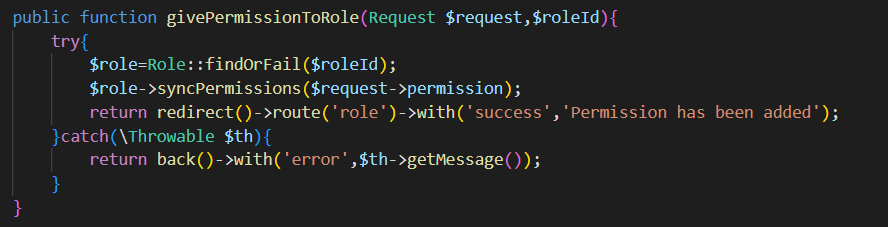 public function givePermissionToRole(Request $request,$roleId){
    try{
        $role=Role::findOrFail($roleId);
        $role->syncPermissions($request->permission);
        return redirect()->route('role')->with('success','Permission has been added');
    }catch(\Throwable $th){
        return back()->with('error',$th->getMessage());
    }
}